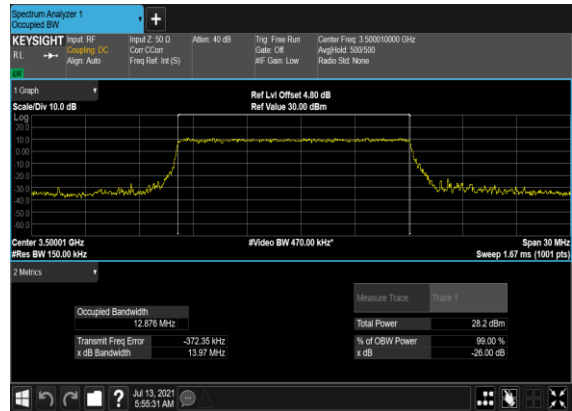 Spectrum Analyzer 1
Occupied BW
KEYSIGHT
RL
Input: RF
Coupling: DC
Align: Auto
Input Z: 50 Ω
Corr CCorr
Freq Ref: Int (S)
Atten: 40 dB
Trig: Free Run
Gate: Off
#IF Gain: Low
Center Freq: 3.500010000 GHz
Avg|Hold: 500/500
Radio Std: None
1 Graph
Scale/Div 10.0 dB
Ref Lvl Offset 4.80 dB
Ref Value 30.00 dBm
Log
20.0
10.0
0.00
-10.0
-20.0
-30.0
-40.0
-50.0
-60.0
Center 3.50001 GHz
#Res BW 150.00 kHz
#Video BW 470.00 kHz*
Span 30 MHz
Sweep 1.67 ms (1001 pts)
2 Metrics
Measure Trace
Trace 1
Occupied Bandwidth
12.876 MHz
Total Power
28.2 dBm
Transmit Freq Error
-372.35 kHz
% of OBW Power
99.00 %
x dB Bandwidth
13.97 MHz
x dB
-26.00 dB
Jul 13, 2021
5:55:31 AM